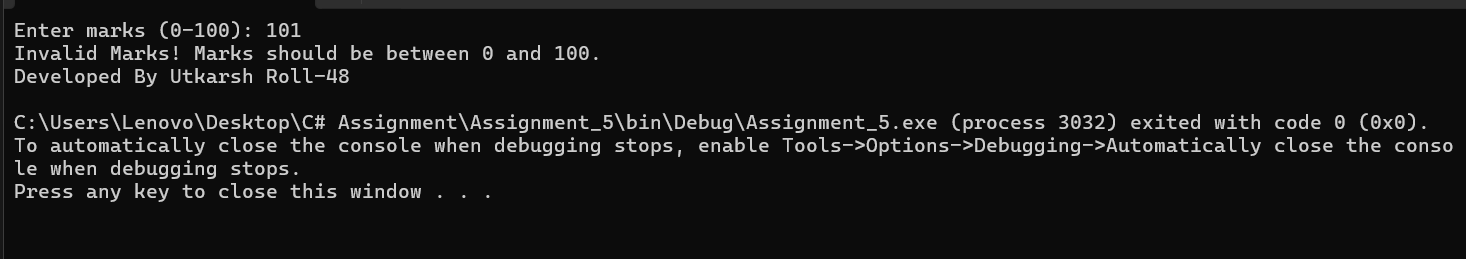 Enter marks (0-100): 101
Invalid Marks! Marks should be between 0 and 100.
Developed By Utkarsh Roll-48
C:\Users\Lenovo\Desktop\C# Assignment\Assignment_5\bin\Debug\Assignment_5.exe (process 3032) exited with code 0 (0x0).
To automatically close the console when debugging stops, enable Tools->Options->Debugging->Automatically close the conso
le when debugging stops.
Press any key to close this window . . .